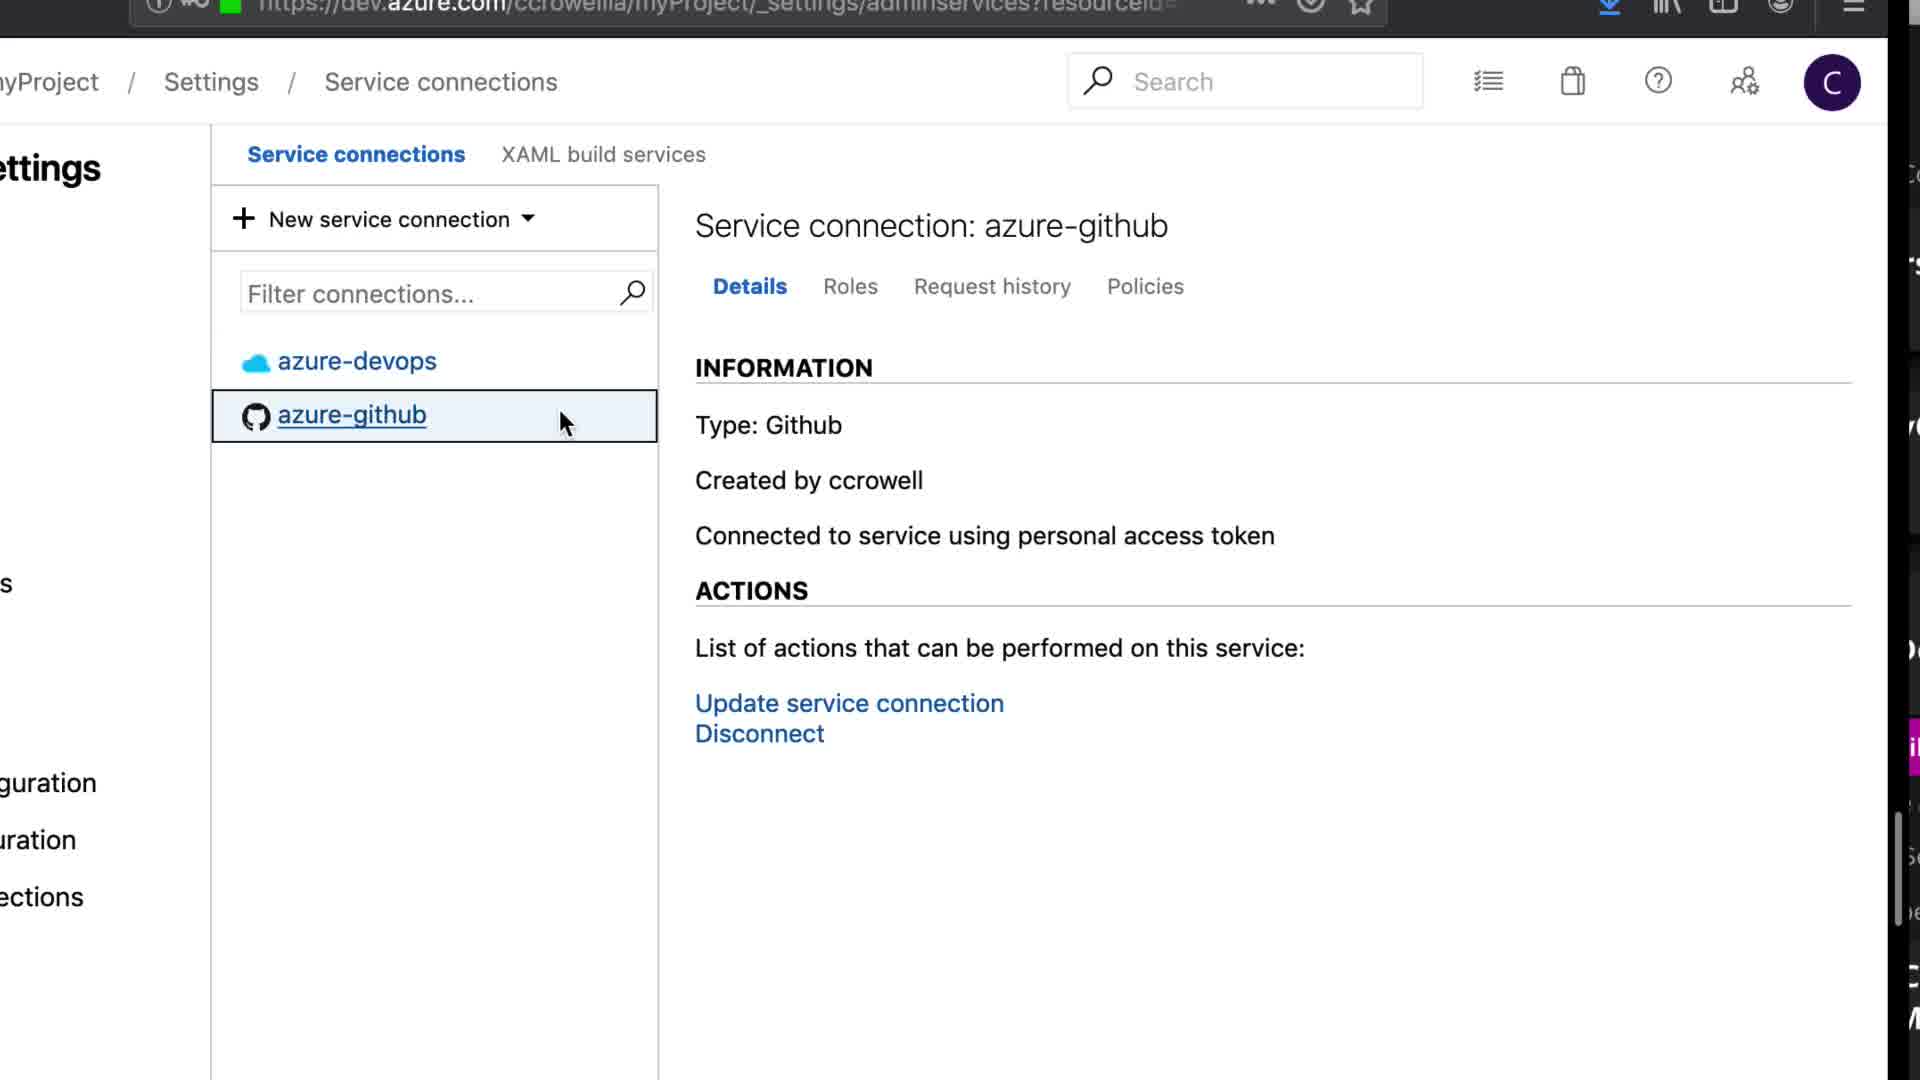 https://dev.azure.com/ccrowellla/myProject/_settings/adminservices?resourceId=
myProject / Settings / Service connections
Search
C
ettings
Service connections XAML build services
+ New service connection
Filter connections...
azure-devops
azure-github
Service connection: azure-github
Details Roles Request history Policies
INFORMATION
Type: Github
Created by ccrowell
Connected to service using personal access token
ACTIONS
List of actions that can be performed on this service:
Update service connection
Disconnect
s
guration
uration
ections